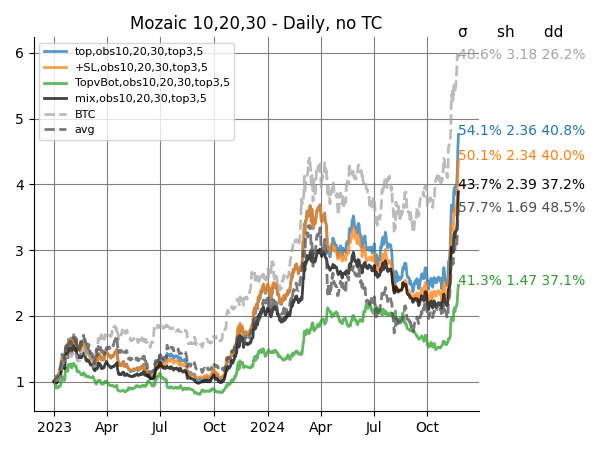 Mozaic 10,20,30 - Daily, no TC
σ sh dd
top,obs10,20,30,top3,5
+SL,obs10,20,30,top3,5
TopvBot,obs10,20,30,top3,5
mix,obs10,20,30,top3,5
BTC
avg
48.6% 3.18 26.2%
54.1% 2.36 40.8%
50.1% 2.34 40.0%
43.7% 2.39 37.2%
57.7% 1.69 48.5%
41.3% 1.47 37.1%
6
5
4
3
2
1
2023 Apr Jul Oct 2024 Apr Jul Oct